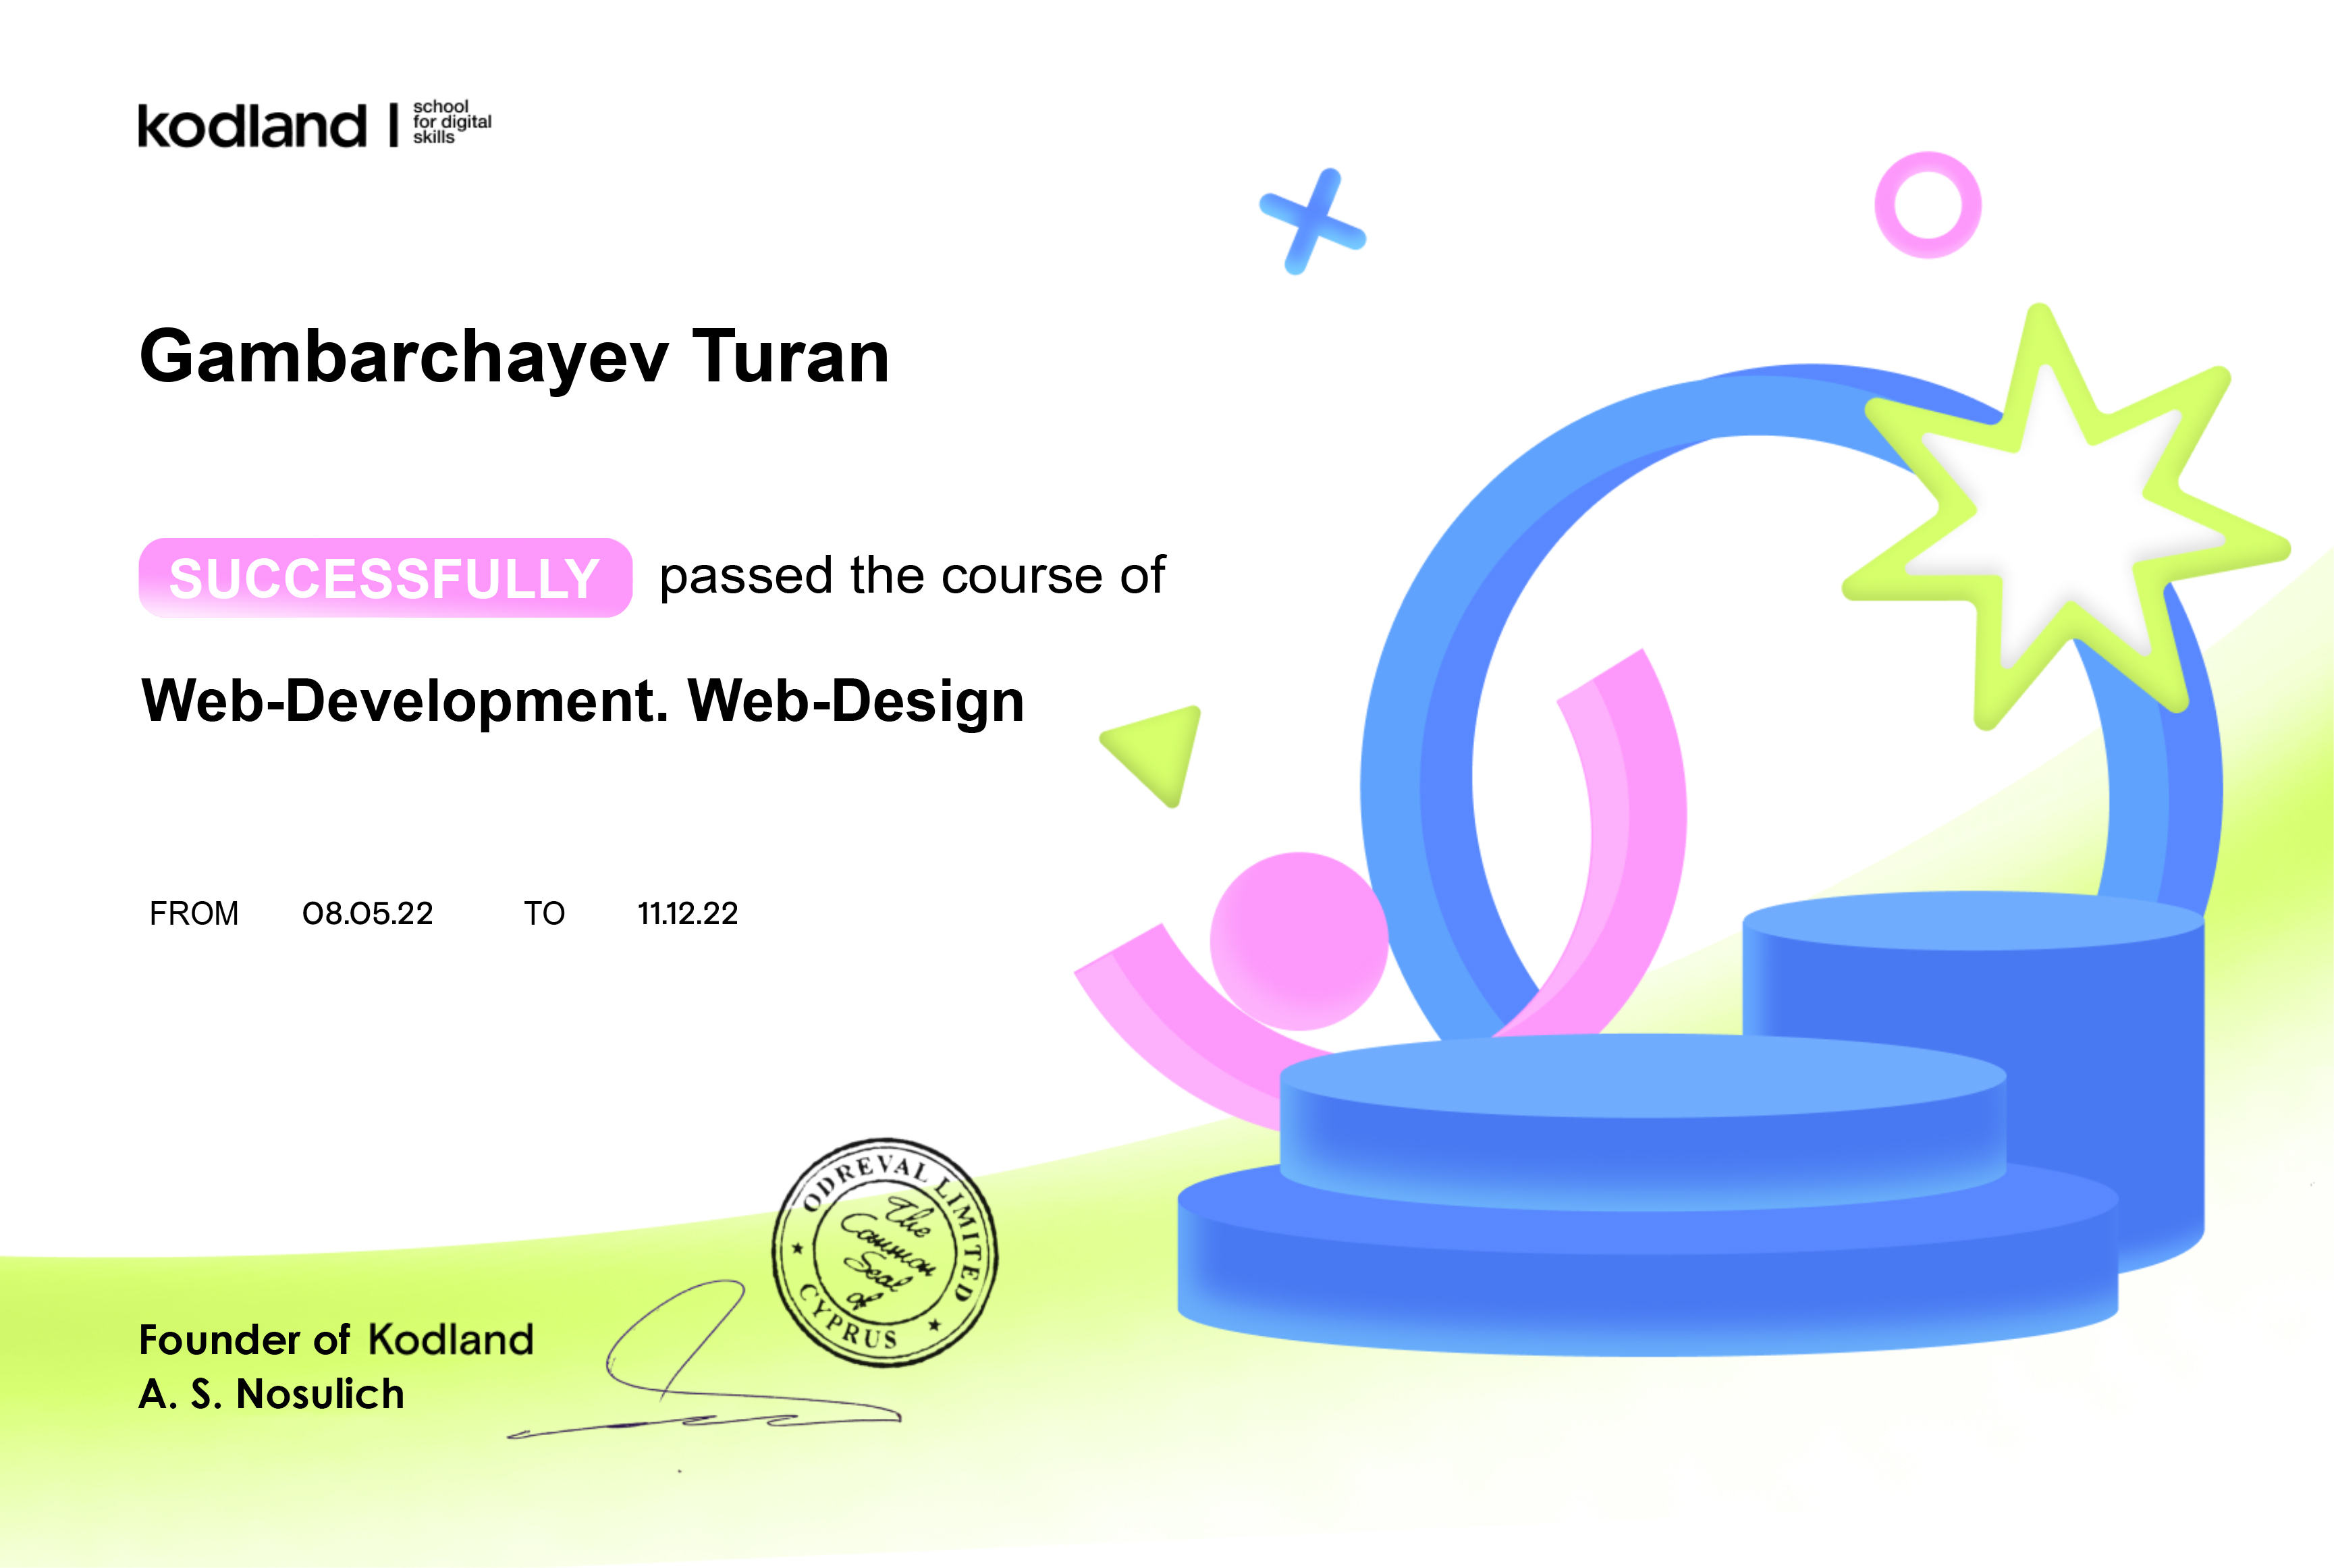 kodland | school
for digital
skills
Gambarchayev Turan
SUCCESSFULLY passed the course of
Web-Development. Web-Design
FROM 08.05.22 TO 11.12.22
ODREVAL LIMITED
The
Common
Seal
of
CYPRUS
Founder of Kodland
A. S. Nosulich